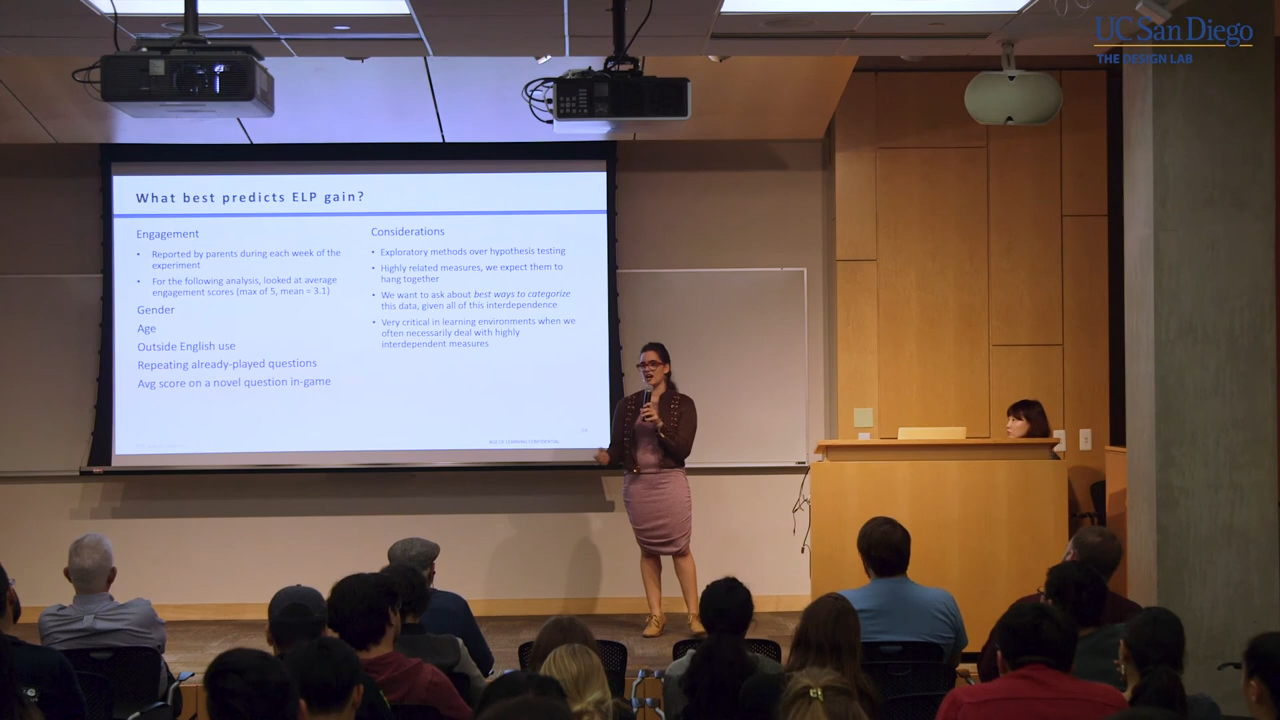 UC San Diego
THE DESIGN LAB
What best predicts ELP gain?
Engagement
• Reported by parents during each week of the
experiment
• For the following analysis, looked at average
engagement scores (max of 5, mean = 3.1)
Gender
Age
Outside English use
Repeating already-played questions
Avg score on a novel question in-game
Considerations
• Exploratory methods over hypothesis testing
• Highly related measures, we expect them to
hang together
• We want to ask about best ways to categorize
this data, given all of this interdependence
• Very critical in learning environments when we
often necessarily deal with highly
interdependent measures
AGE OF LEARNING CONFIDENTIAL